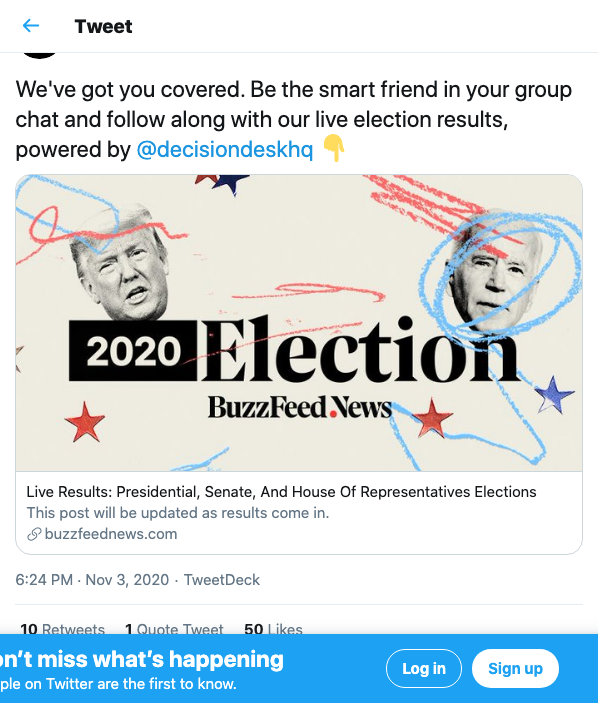 Tweet
We've got you covered. Be the smart friend in your group
chat and follow along with our live election results,
powered by @decisiondeskhq 👇
2020 Election
BuzzFeed.News
Live Results: Presidential, Senate, And House Of Representatives Elections
This post will be updated as results come in.
buzzfeednews.com
6:24 PM · Nov 3, 2020 · TweetDeck
10 Retweets 1 Quote Tweet 50 Likes
on't miss what's happening
ple on Twitter are the first to know.
Log in
Sign up